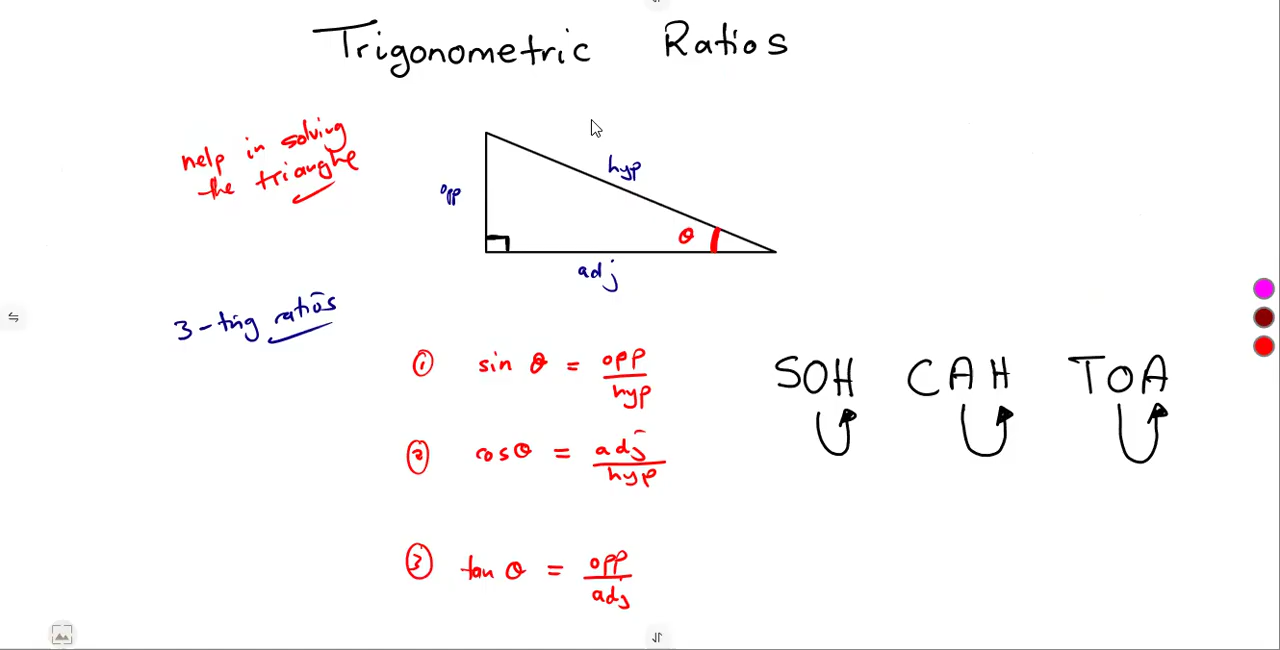 Trigonometric Ratios
help in solving
the triangle
hyp
opp
θ
adj
3-trig ratios
① sin θ = opp/hyp
SOH CAH TOA
② cosθ = adj/hyp
③ tan θ = opp/adj